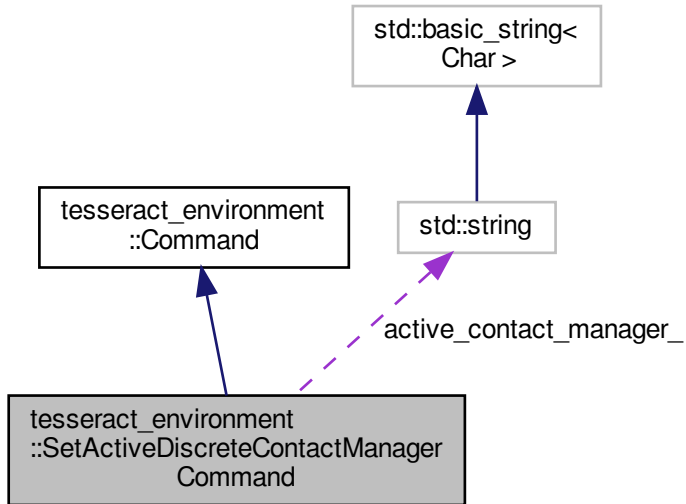 std::basic_string<
Char >
tesseract_environment
::Command
std::string
active_contact_manager_
tesseract_environment
::SetActiveDiscreteContactManager
Command